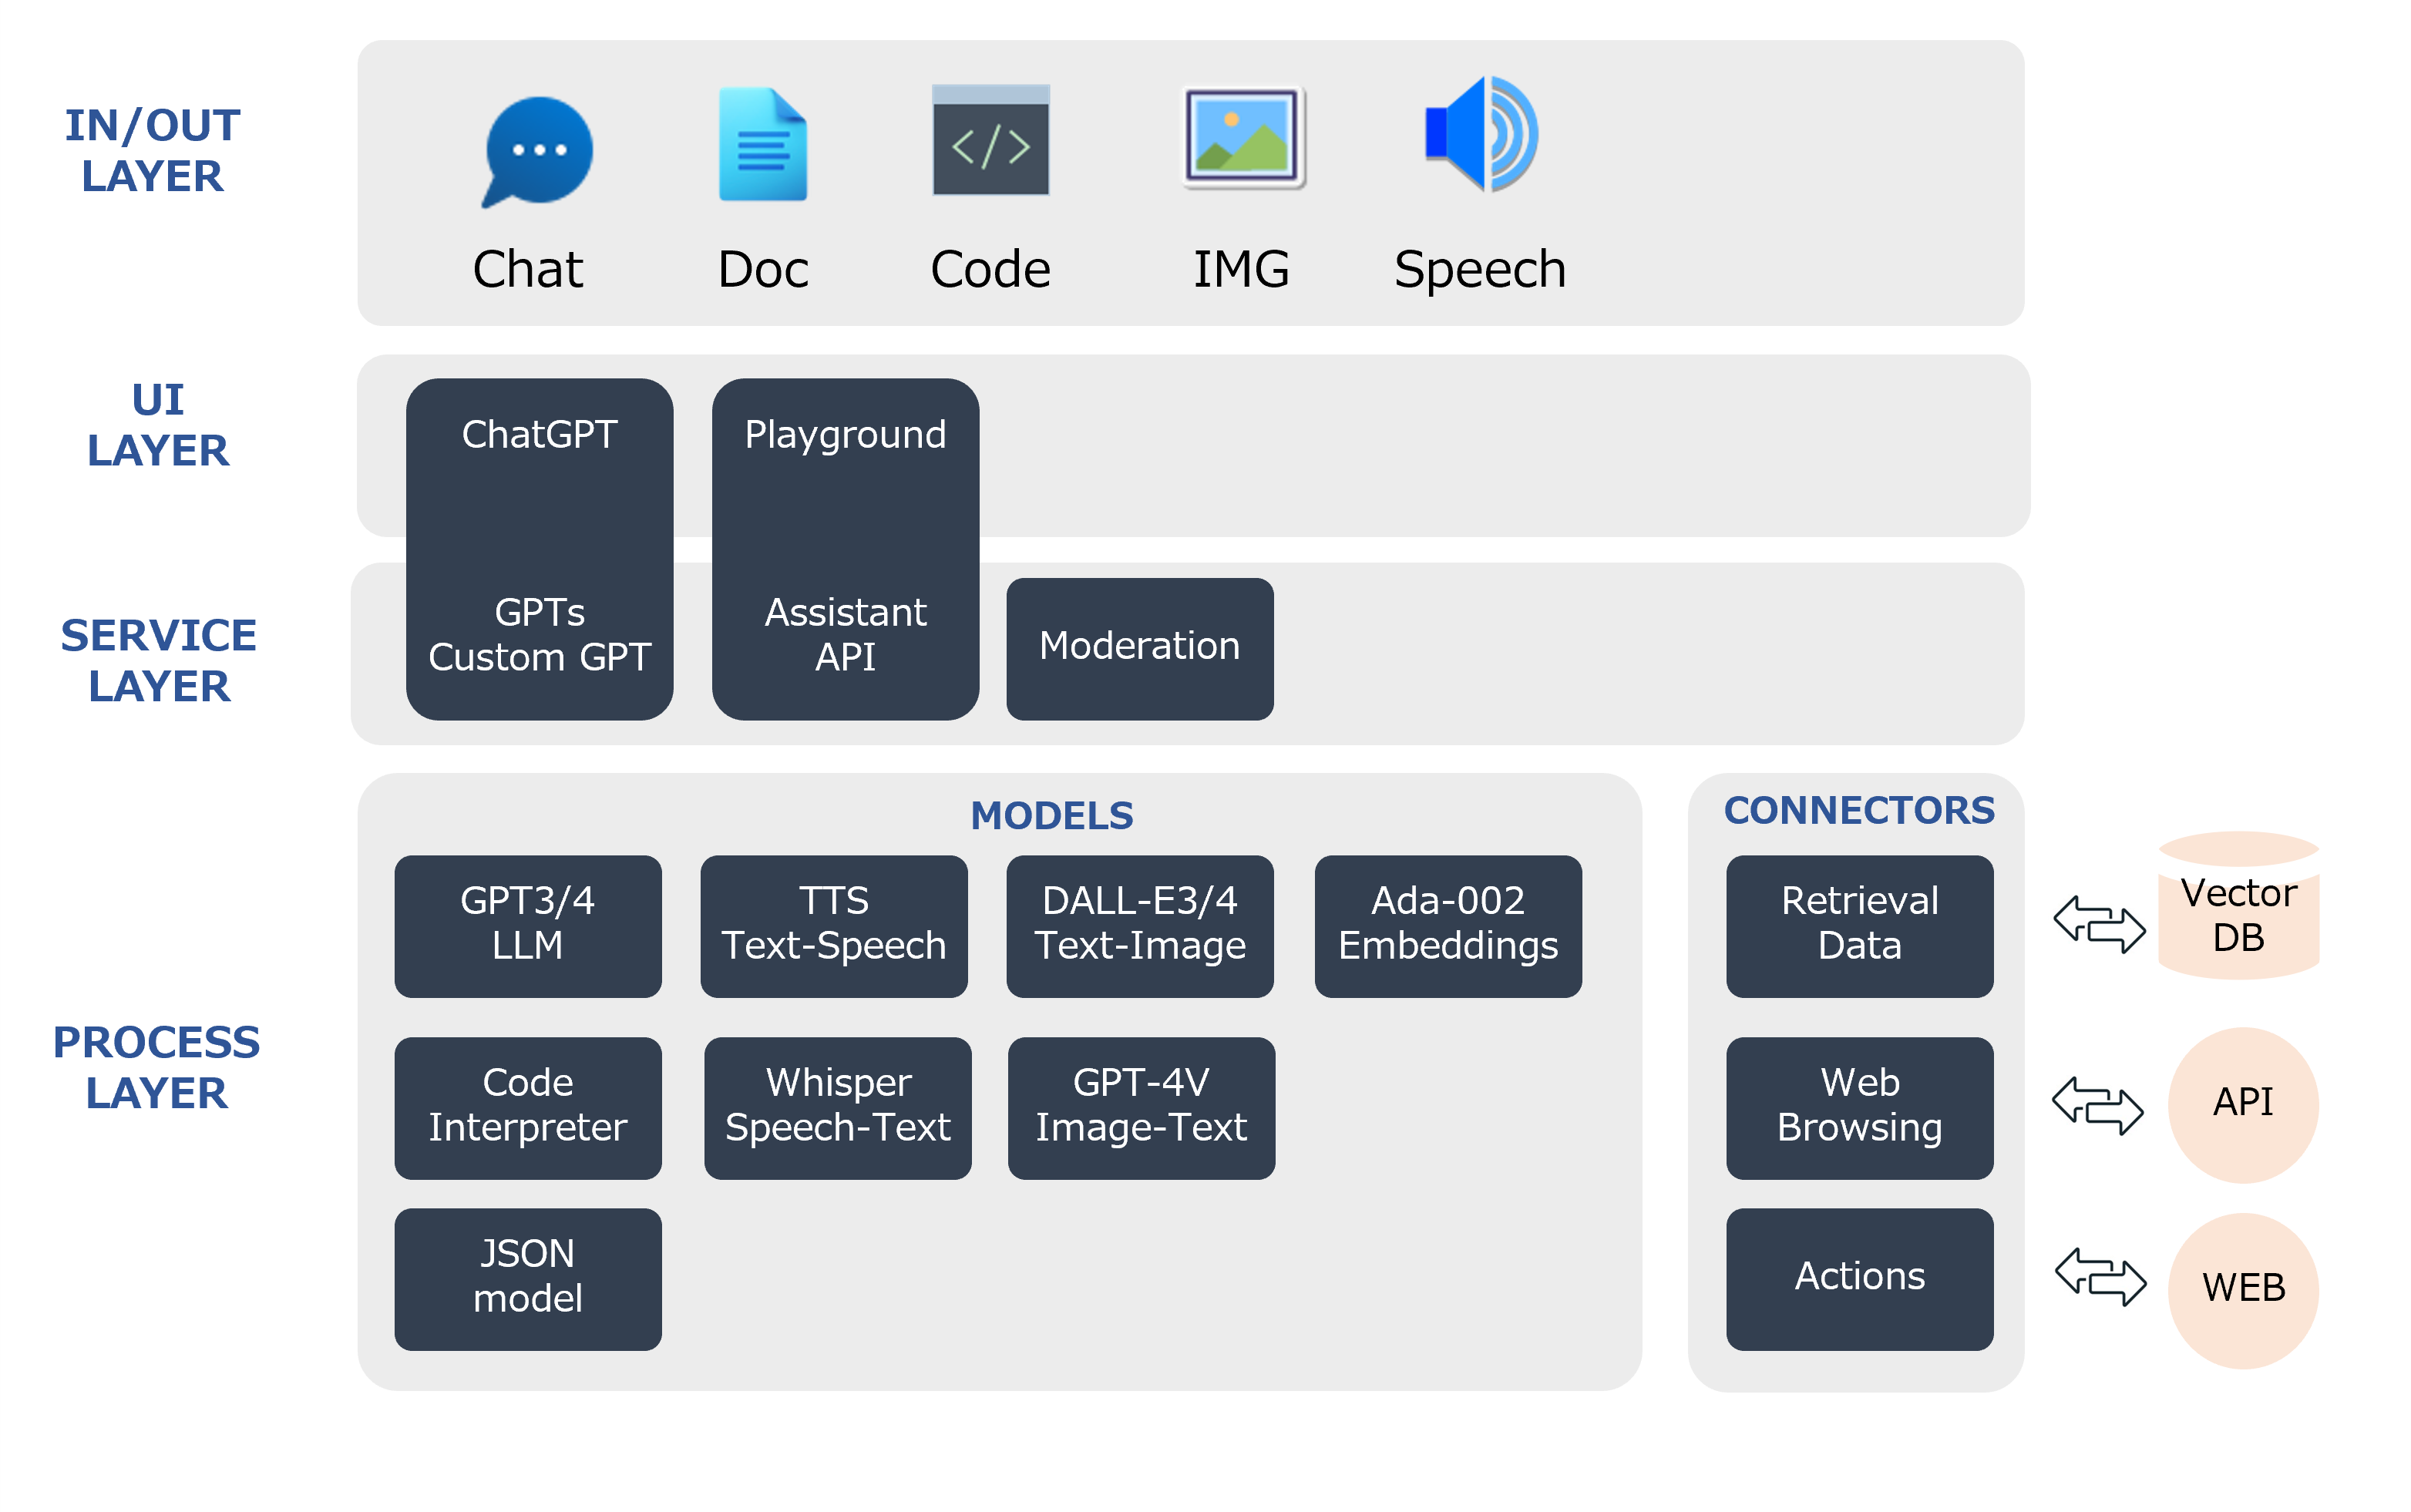 IN/OUT
LAYER
Chat
Doc
Code
IMG
Speech
UI
LAYER
ChatGPT
Playground
SERVICE
LAYER
GPTs
Custom GPT
Assistant
API
Moderation
PROCESS
LAYER
MODELS
GPT3/4
LLM
TTS
Text-Speech
DALL-E3/4
Text-Image
Ada-002
Embeddings
Code
Interpreter
Whisper
Speech-Text
GPT-4V
Image-Text
JSON
model
CONNECTORS
Retrieval
Data
Vector
DB
Web
Browsing
API
Actions
WEB